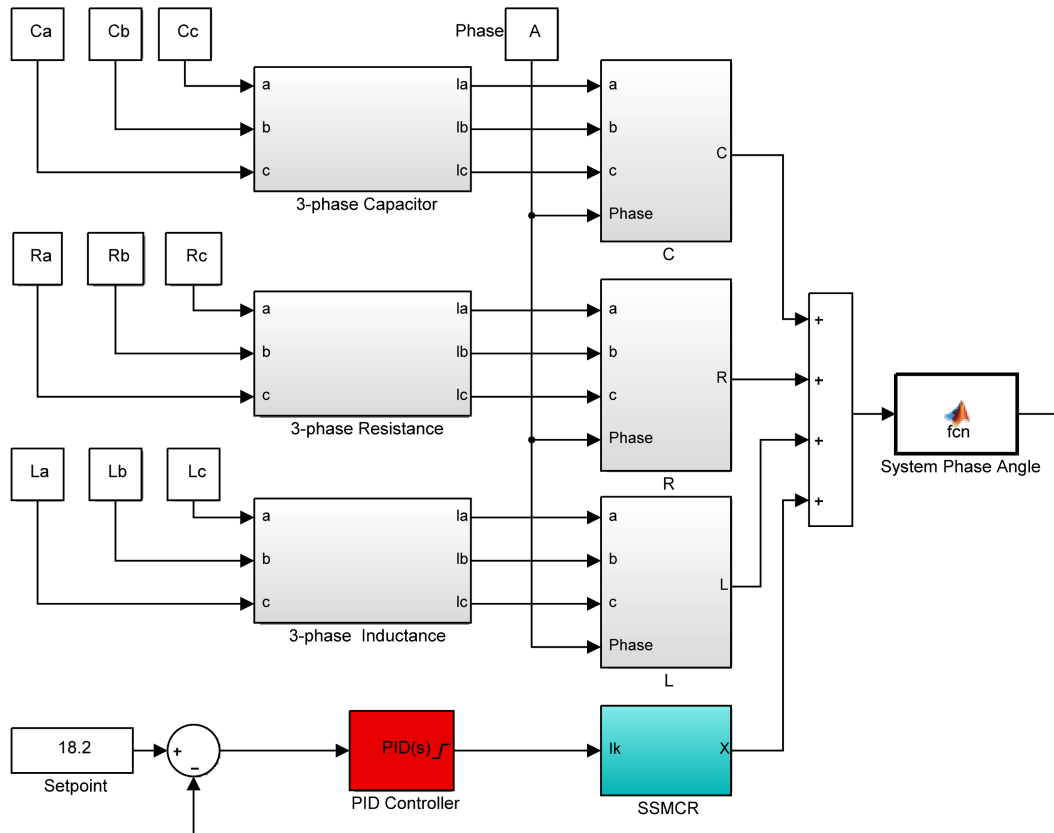 Ca
Cb
Cc
Phase
A
a
Ia
a
b
Ib
b
C
c
Ic
c
3-phase Capacitor
Phase
C
Ra
Rb
Rc
a
Ia
a
+
b
Ib
b
R
+
c
Ic
c
fcn
3-phase Resistance
Phase
+
System Phase Angle
La
Lb
Lc
R
+
a
Ia
a
b
Ib
b
L
c
Ic
c
3-phase Inductance
Phase
L
18.2
+
−
PID(s)
Ik
X
Setpoint
PID Controller
SSMCR